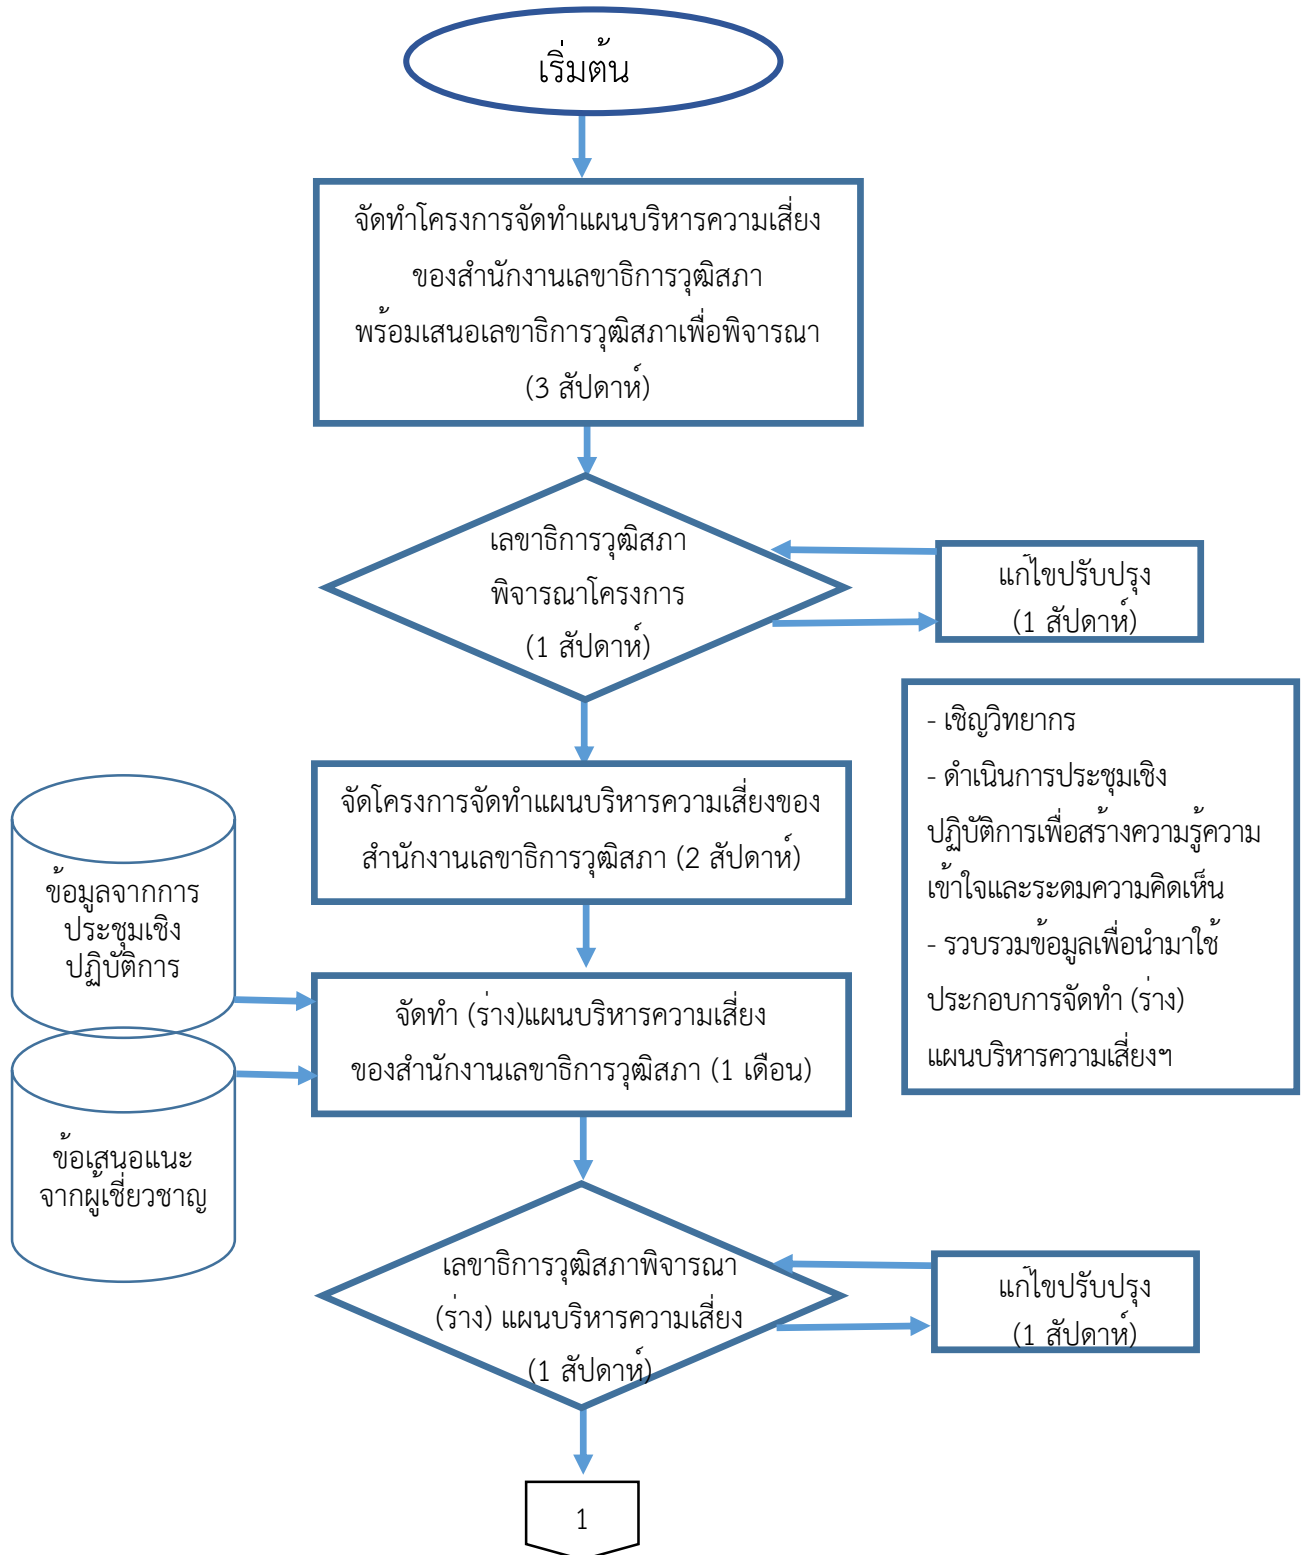 เริ่มต้น
จัดทำโครงการจัดทำแผนบริหารความเสี่ยง
ของสำนักงานเลขาธิการวุฒิสภา
พร้อมเสนอเลขาธิการวุฒิสภาเพื่อพิจารณา
(3 สัปดาห์)
เลขาธิการวุฒิสภา
พิจารณาโครงการ
(1 สัปดาห์)
แก้ไขปรับปรุง
(1 สัปดาห์)
- เชิญวิทยากร
- ดำเนินการประชุมเชิง
ปฏิบัติการเพื่อสร้างความรู้ความ
เข้าใจและระดมความคิดเห็น
- รวบรวมข้อมูลเพื่อนำมาใช้
ประกอบการจัดทำ (ร่าง)
แผนบริหารความเสี่ยงฯ
จัดโครงการจัดทำแผนบริหารความเสี่ยงของ
สำนักงานเลขาธิการวุฒิสภา (2 สัปดาห์)
ข้อมูลจากการ
ประชุมเชิง
ปฏิบัติการ
จัดทำ (ร่าง)แผนบริหารความเสี่ยง
ของสำนักงานเลขาธิการวุฒิสภา (1 เดือน)
ข้อเสนอแนะ
จากผู้เชี่ยวชาญ
เลขาธิการวุฒิสภาพิจารณา
(ร่าง) แผนบริหารความเสี่ยง
(1 สัปดาห์)
แก้ไขปรับปรุง
(1 สัปดาห์)
1